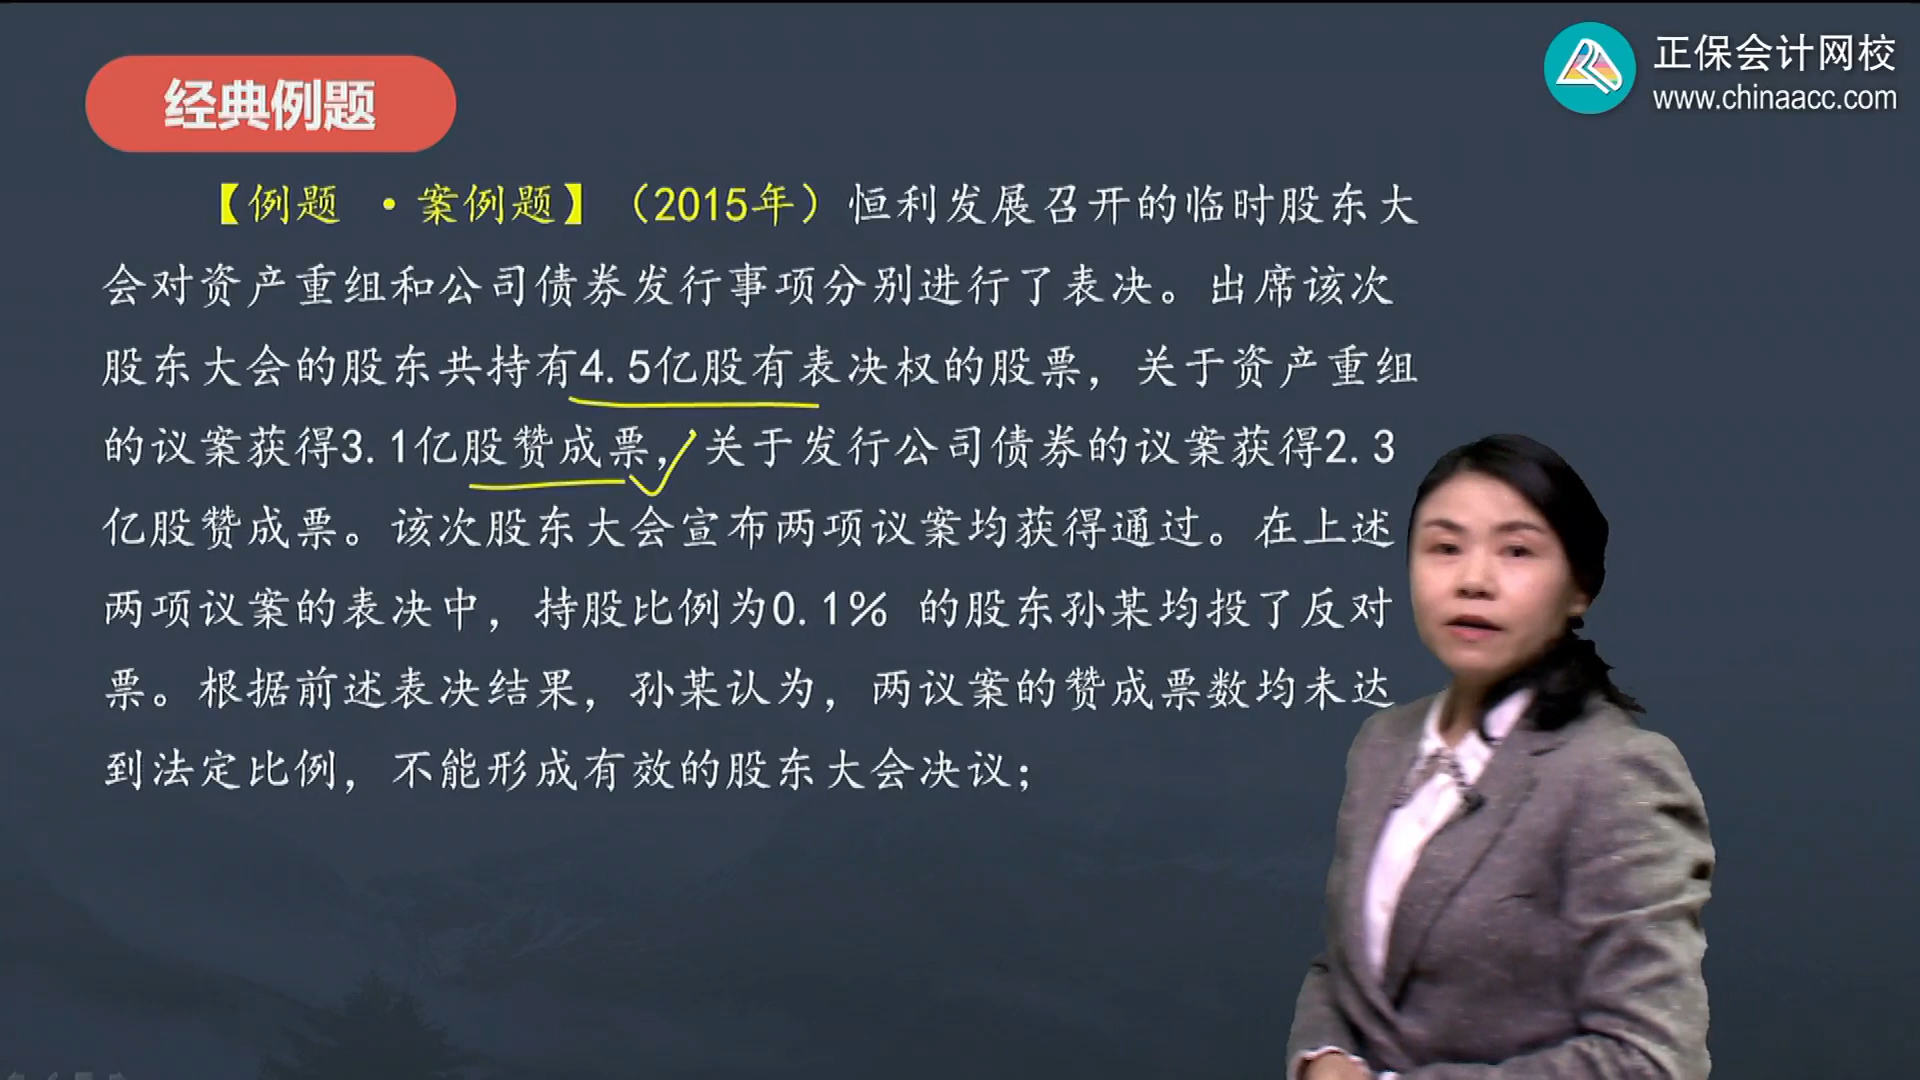 正保会计网校
www.chinaacc.com
经典例题
【例题 ·案例题】（2015年）恒利发展召开的临时股东大
会对资产重组和公司债券发行事项分别进行了表决。出席该次
股东大会的股东共持有4.5亿股有表决权的股票，关于资产重组
的议案获得3.1亿股赞成票，关于发行公司债券的议案获得2.3
亿股赞成票。该次股东大会宣布两项议案均获得通过。在上述
两项议案的表决中，持股比例为0.1% 的股东孙某均投了反对
票。根据前述表决结果，孙某认为，两议案的赞成票数均未达
到法定比例，不能形成有效的股东大会决议；